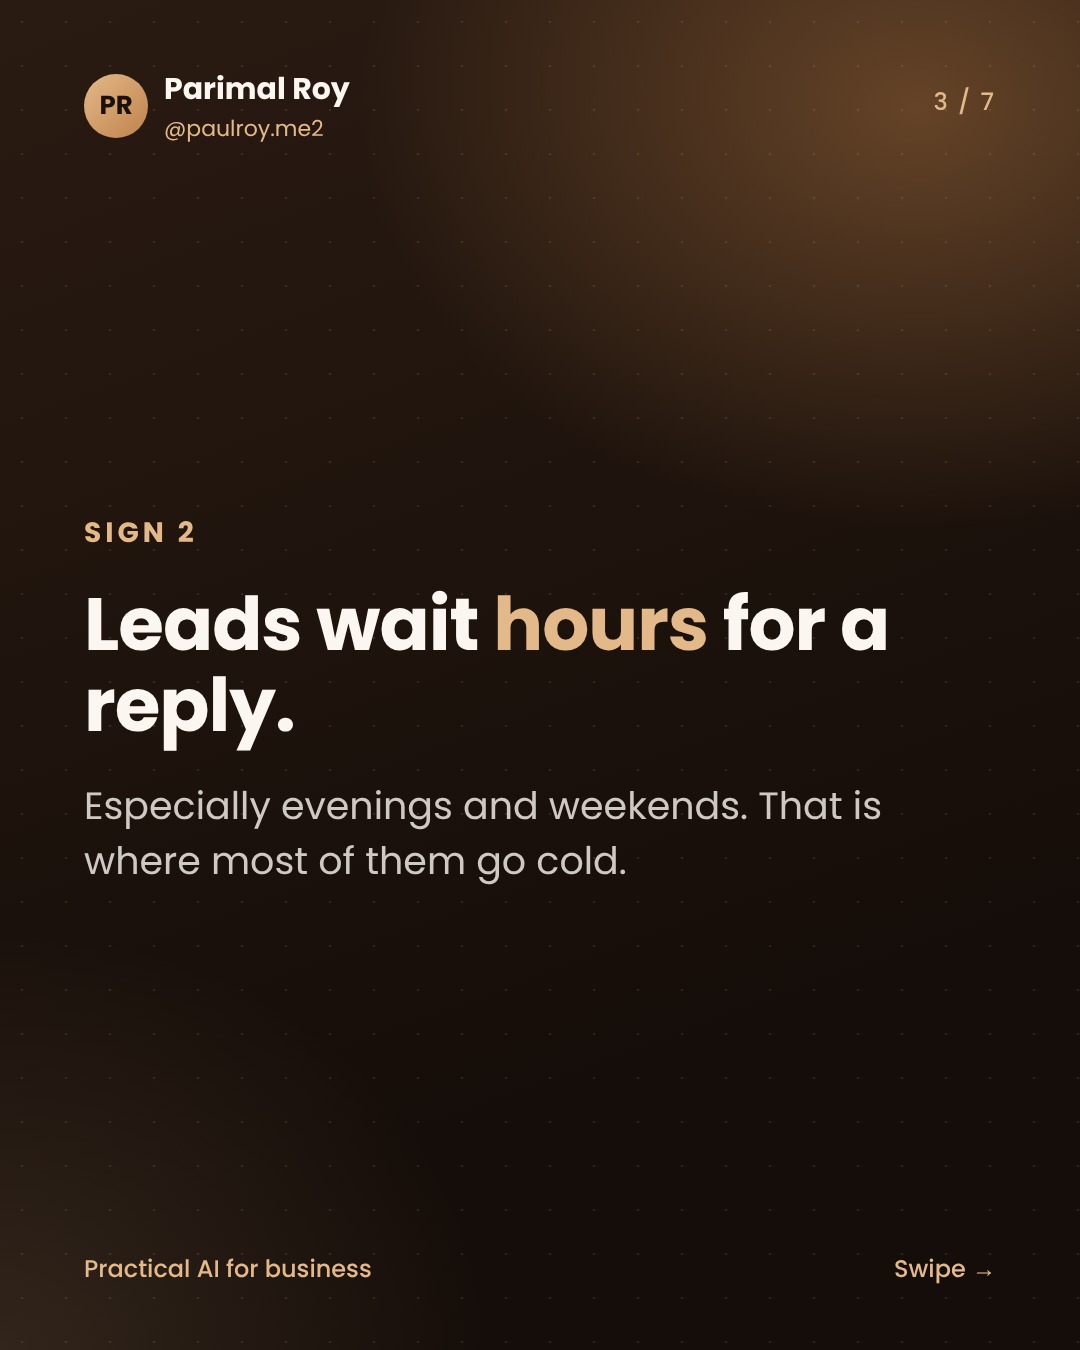 PR
Parimal Roy
@paulroy.me2
3 / 7
SIGN 2
Leads wait hours for a
reply.
Especially evenings and weekends. That is
where most of them go cold.
Practical AI for business
Swipe →